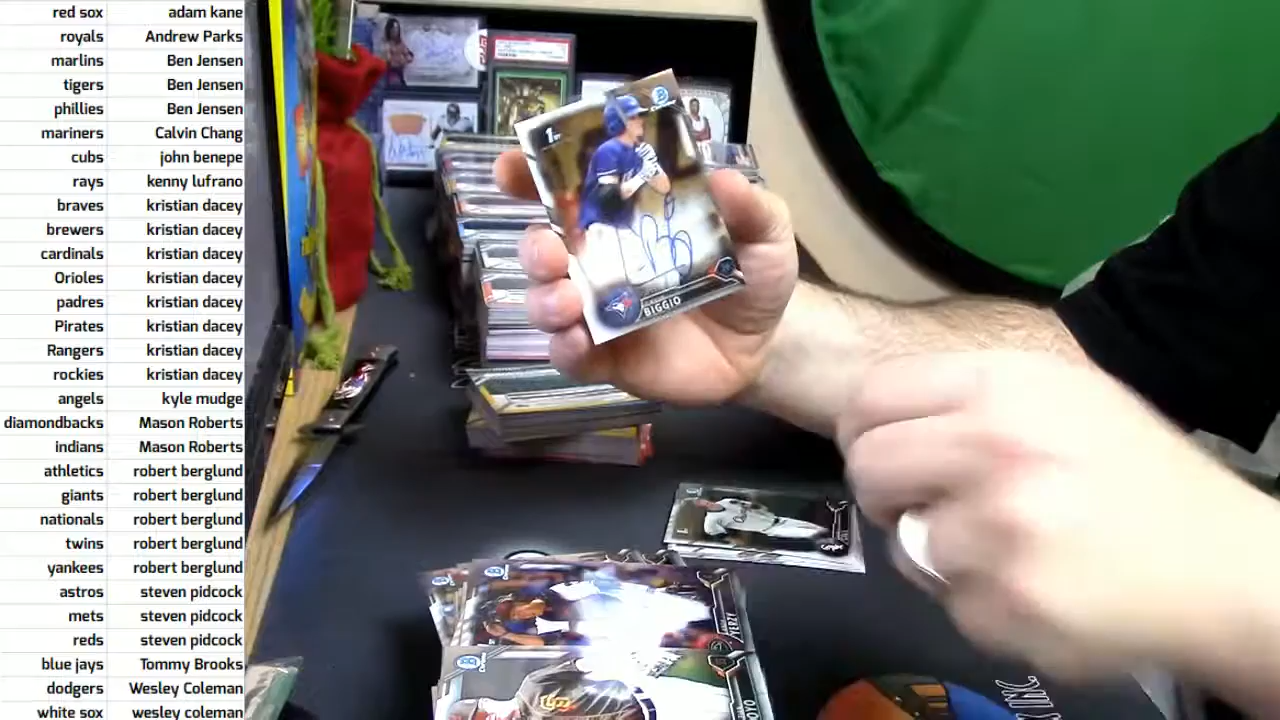 red sox adam kane
royals Andrew Parks
marlins Ben Jensen
tigers Ben Jensen
phillies Ben Jensen
mariners Calvin Chang
cubs john benepe
rays kenny lufrano
braves kristian dacey
brewers kristian dacey
cardinals kristian dacey
Orioles kristian dacey
padres kristian dacey
Pirates kristian dacey
Rangers kristian dacey
rockies kristian dacey
angels kyle mudge
diamondbacks Mason Roberts
indians Mason Roberts
athletics robert berglund
giants robert berglund
nationals robert berglund
twins robert berglund
yankees robert berglund
astros steven pidcock
mets steven pidcock
reds steven pidcock
blue jays Tommy Brooks
dodgers Wesley Coleman
white sox wesley coleman
1ST
BIGGIO
YERZY
INC.